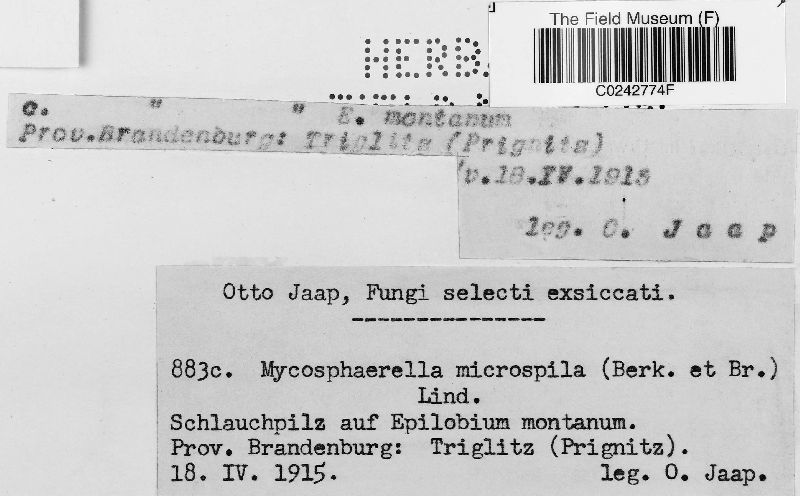 The Field Museum (F)
C0242774F
HERB.
c. " " E. montanum
Prov.Brandenburg: Triglitz (Prignitz)
v.18.IV.1915
leg. O. Jaap
Otto Jaap, Fungi selecti exsiccati.
883c. Mycosphaerella microspila (Berk. et Br.)
Lind.
Schlauchpilz auf Epilobium montanum.
Prov. Brandenburg: Triglitz (Prignitz).
18. IV. 1915. leg. O. Jaap.